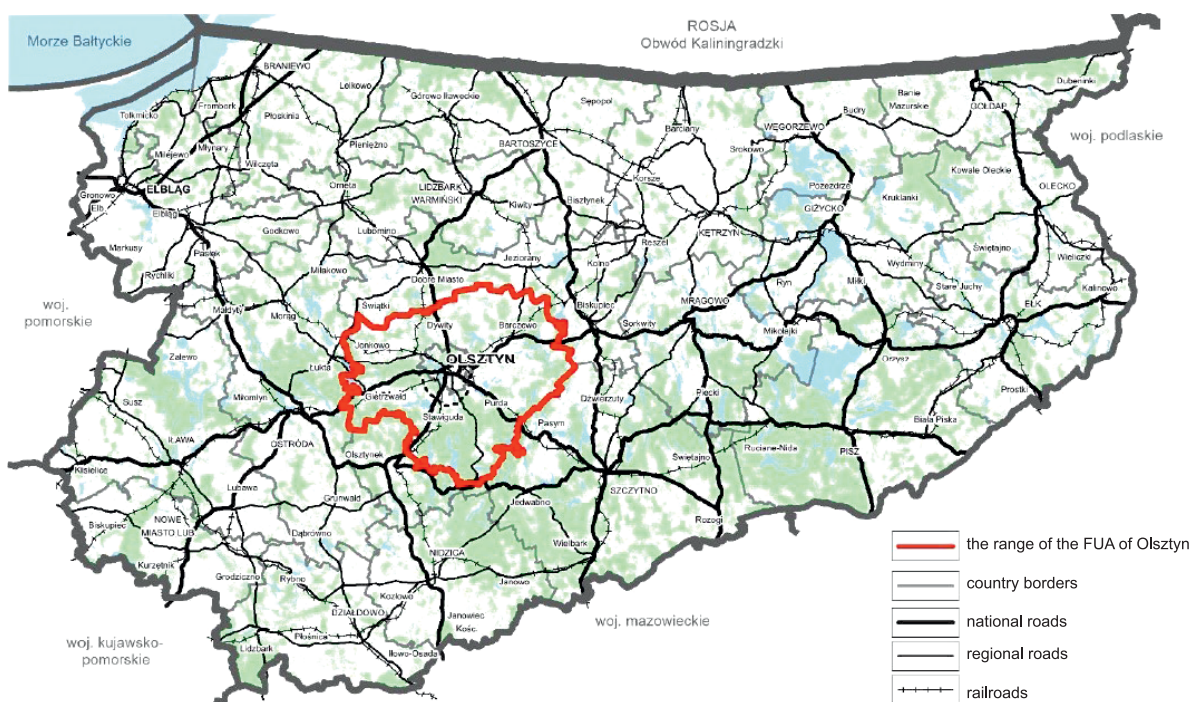 ROSJA
Obwód Kaliningradzki
Morze Bałtyckie
BRANIEWO
Lelkowo
Górowo Iławeckie
Sępopol
Dubeninki
Banie
Mazurskie
GOŁDAP
Budry
Frombork
Tolkmicko
Płoskinia
Barciany
WĘGORZEWO
woj. podlaskie
Młynary
Pieniężno
BARTOSZYCE
Srokowo
Milejewo
Wilczęta
Korsze
Kowale Oleckie
Pozezdrze
Kruklanki
OLECKO
Orneta
LIDZBARK
WARMIŃSKI
Kiwity
Bisztynek
GIŻYCKO
Gronowo
Elb.
ELBLĄG
Elbląg
Godkowo
Lubomino
KĘTRZYN
Reszel
Świętajno
Markusy
Pasłęk
Jeziorany
Kolno
Wydminy
Wieliczki
Rychliki
Miłakowo
Dobre Miasto
Ryn
Miłki
Stare Juchy
Kalinowo
woj.
pomorskie
Małdyty
Morąg
Świątki
Biskupiec
MRĄGOWO
EŁK
Dywity
Barczewo
Sorkwity
Mikołajki
Zalewo
Jonkowo
OLSZTYN
Orzysz
Łukta
Gietrzwałd
Purda
Dźwierzuty
Piecki
Prostki
Susz
Miłomłyn
Stawiguda
Pasym
Biała Piska
IŁAWA
OSTRÓDA
Olsztynek
Świętajno
Ruciane-Nida
PISZ
Kisielice
Lubawa
Grunwald
Jedwabno
SZCZYTNO
Biskupiec
NOWE
MIASTO LUB.
Dąbrówno
Rozogi
Kurzętnik
NIDZICA
Wielbark
Grodziczno
Rybno
Kozłowo
Janowo
DZIAŁDOWO
Janowiec
Kośc.
woj. mazowieckie
woj. kujawsko-
pomorskie
Płośnica
Lidzbark
Iłowo-Osada
the range of the FUA of Olsztyn
country borders
national roads
regional roads
railroads